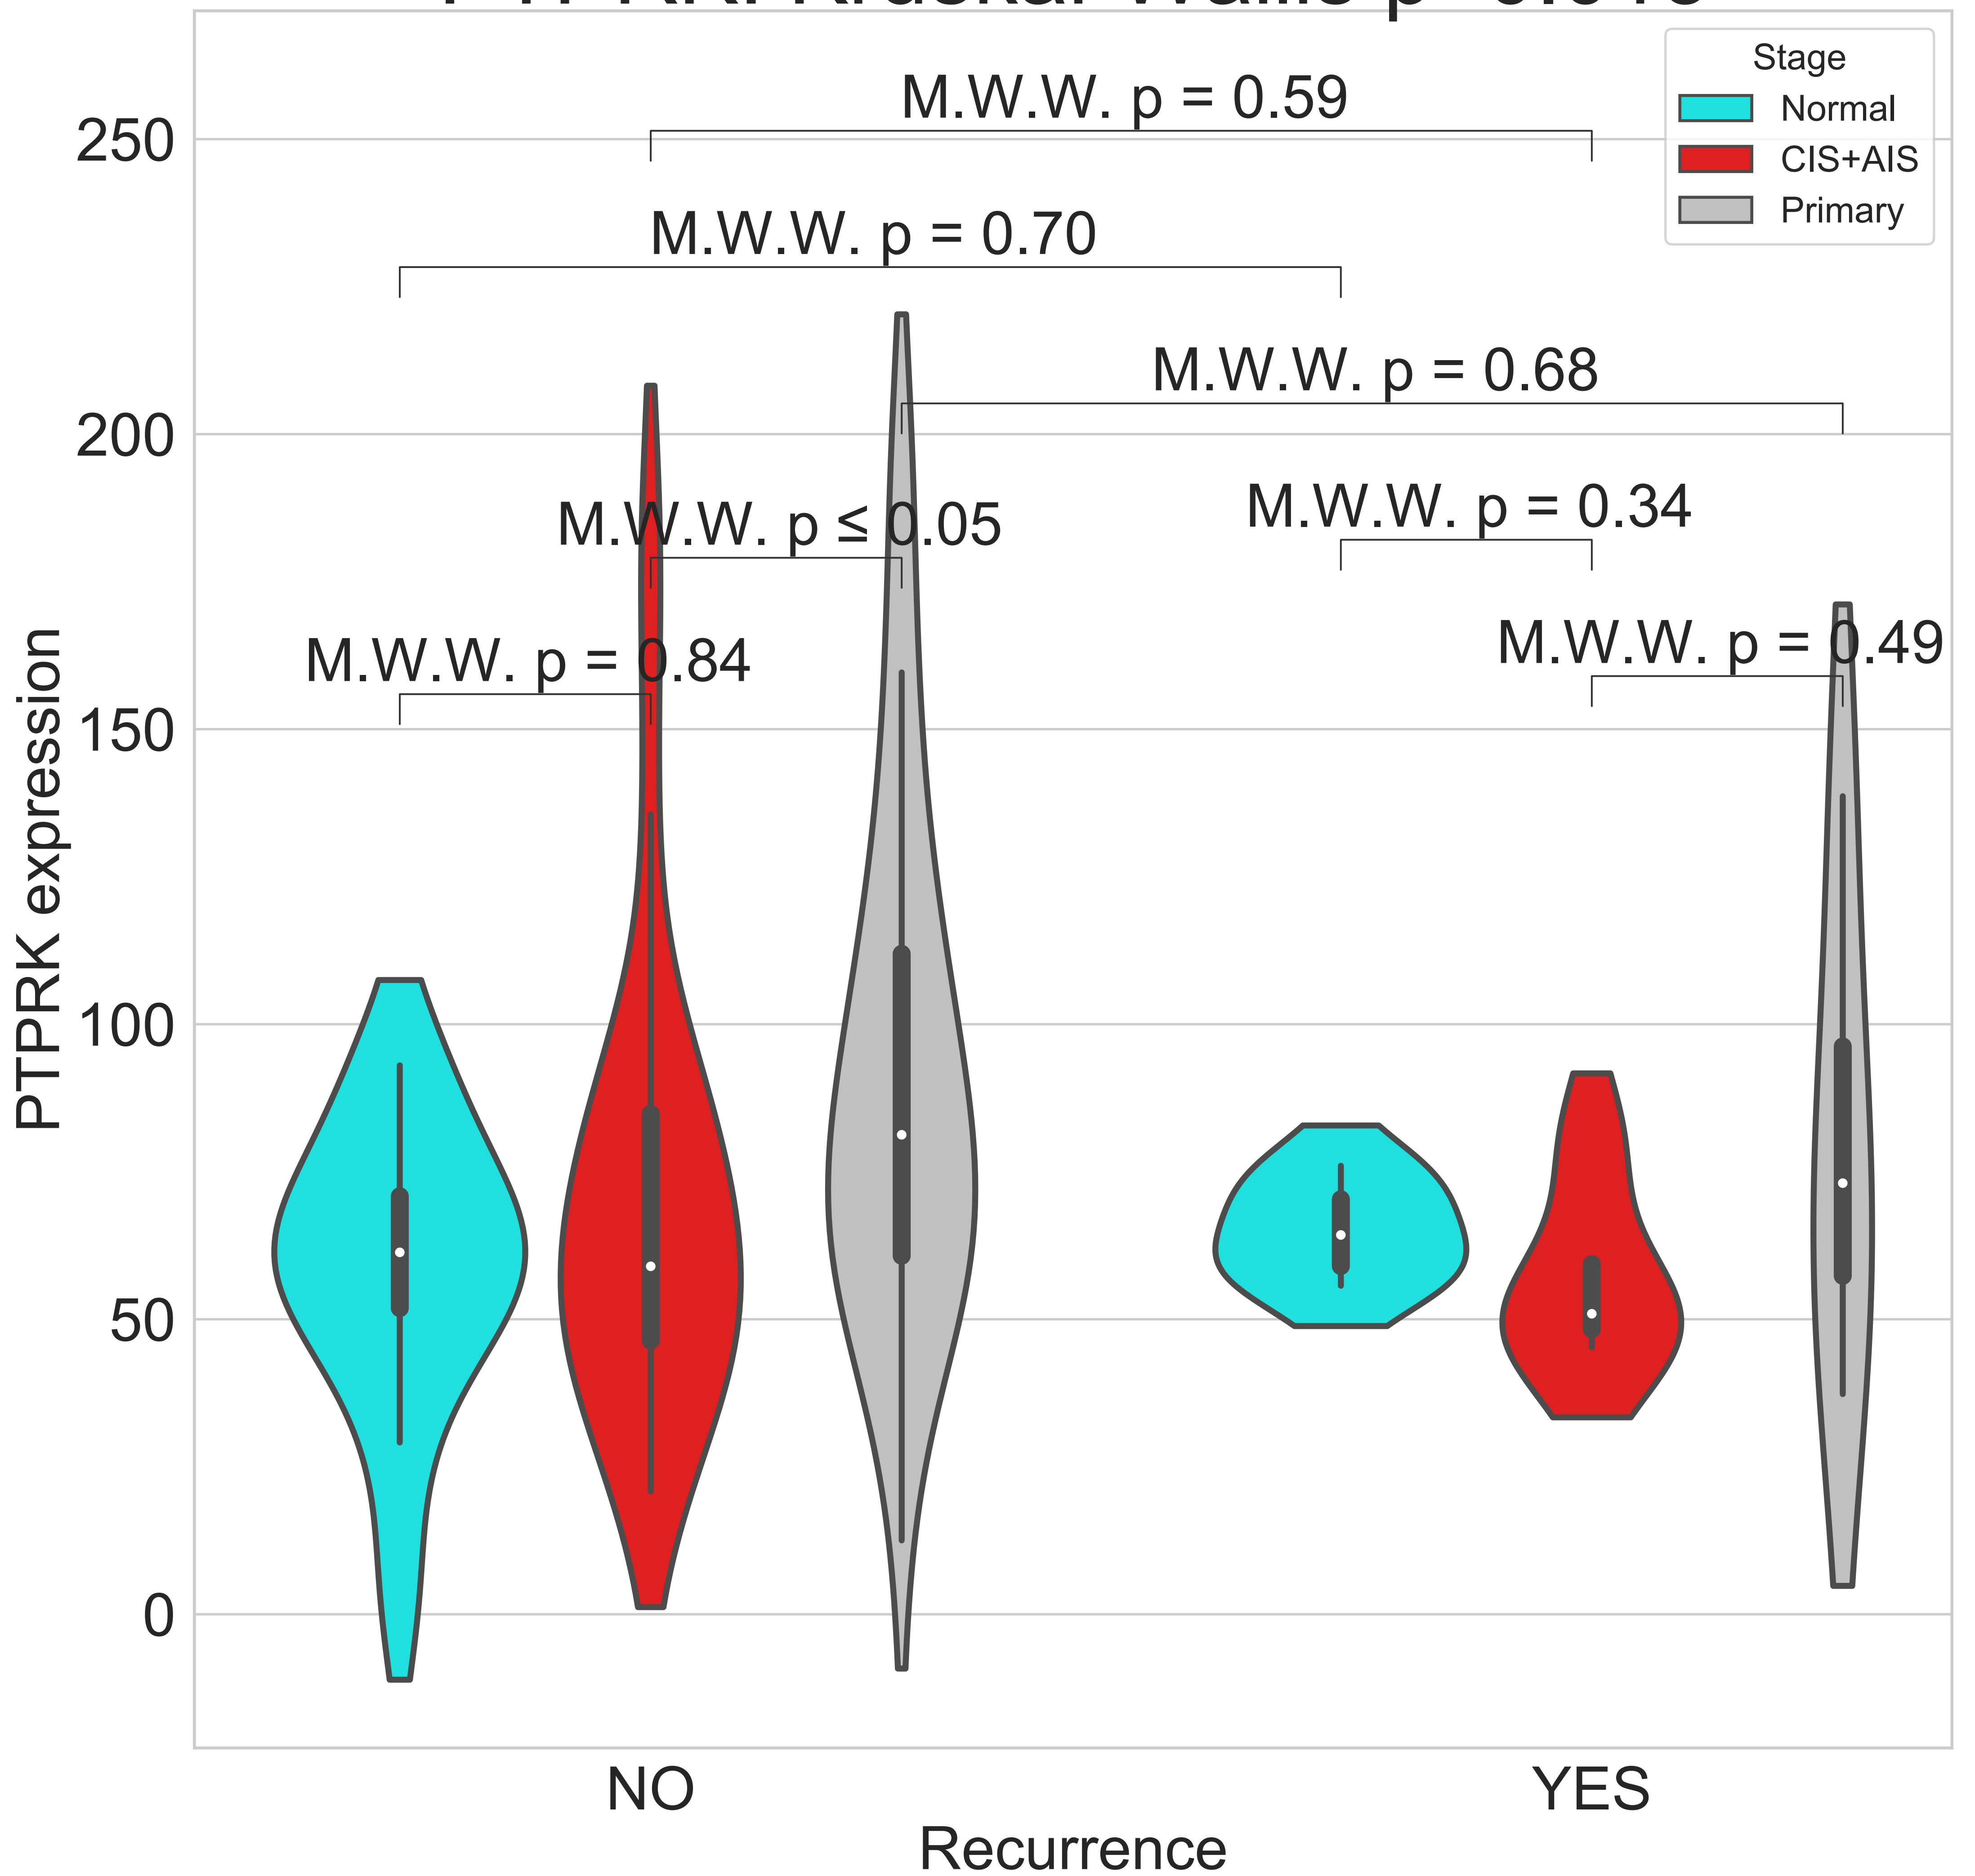 Stage
Normal
CIS+AIS
Primary
M.W.W. p = 0.59
M.W.W. p = 0.70
M.W.W. p = 0.68
M.W.W. p = 0.34
M.W.W. p ≤ 0.05
M.W.W. p = 0.49
M.W.W. p = 0.84
250
200
150
100
50
0
PTPRK expression
NO
YES
Recurrence